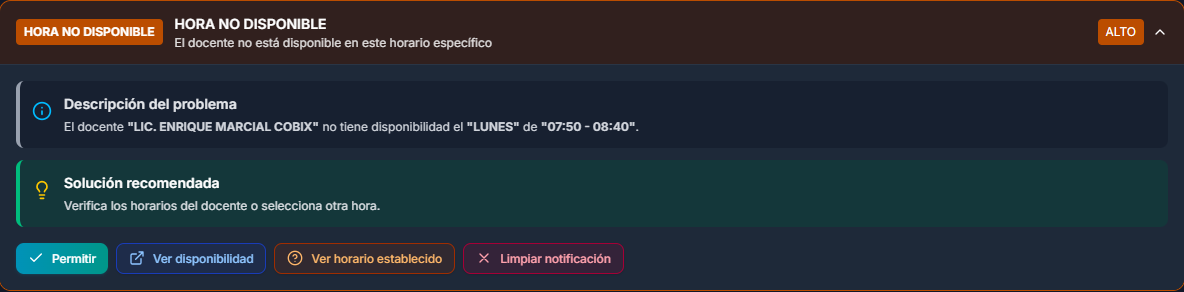 HORA NO DISPONIBLE
HORA NO DISPONIBLE
El docente no está disponible en este horario específico
ALTO
Descripción del problema
El docente "LIC. ENRIQUE MARCIAL COBIX" no tiene disponibilidad el "LUNES" de "07:50 - 08:40".
Solución recomendada
Verifica los horarios del docente o selecciona otra hora.
Permitir
Ver disponibilidad
Ver horario establecido
Limpiar notificación